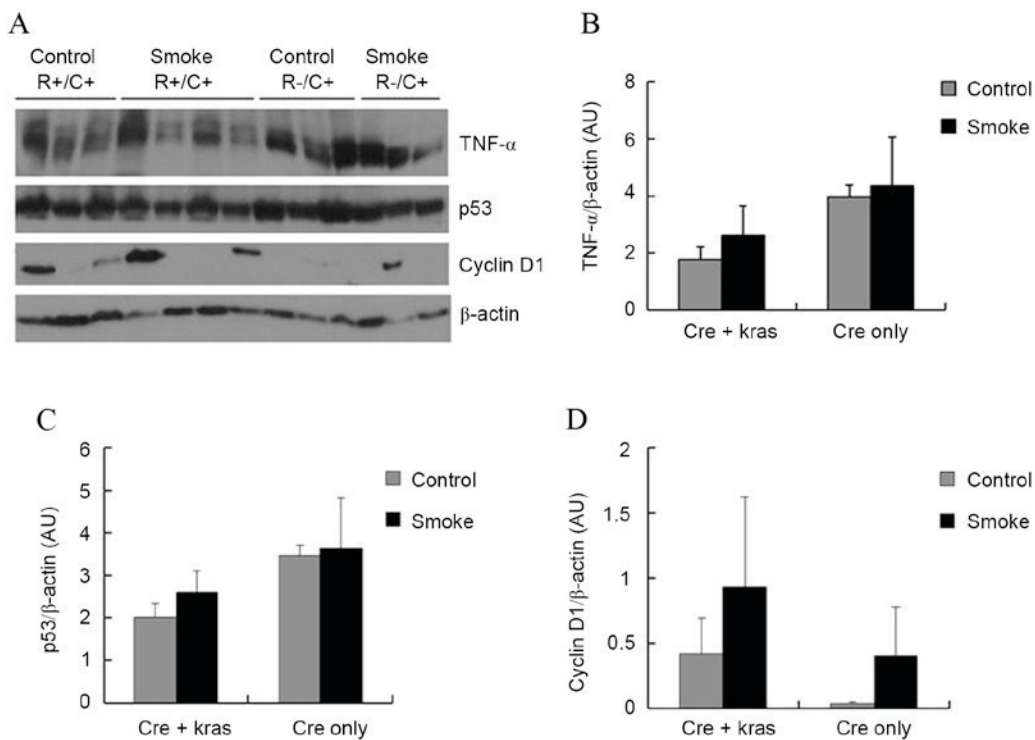 A
Control
R+/C+
Smoke
R+/C+
Control
R-/C+
Smoke
R-/C+
TNF-α
p53
Cyclin D1
β-actin
B
TNF-α/β-actin (AU)
8
6
4
2
0
Cre + kras
Cre only
Control
Smoke
C
p53/β-actin (AU)
6
5
4
3
2
1
0
Cre + kras
Cre only
Control
Smoke
D
Cyclin D1/β-actin (AU)
2
1.5
1
0.5
0
Cre + kras
Cre only
Control
Smoke